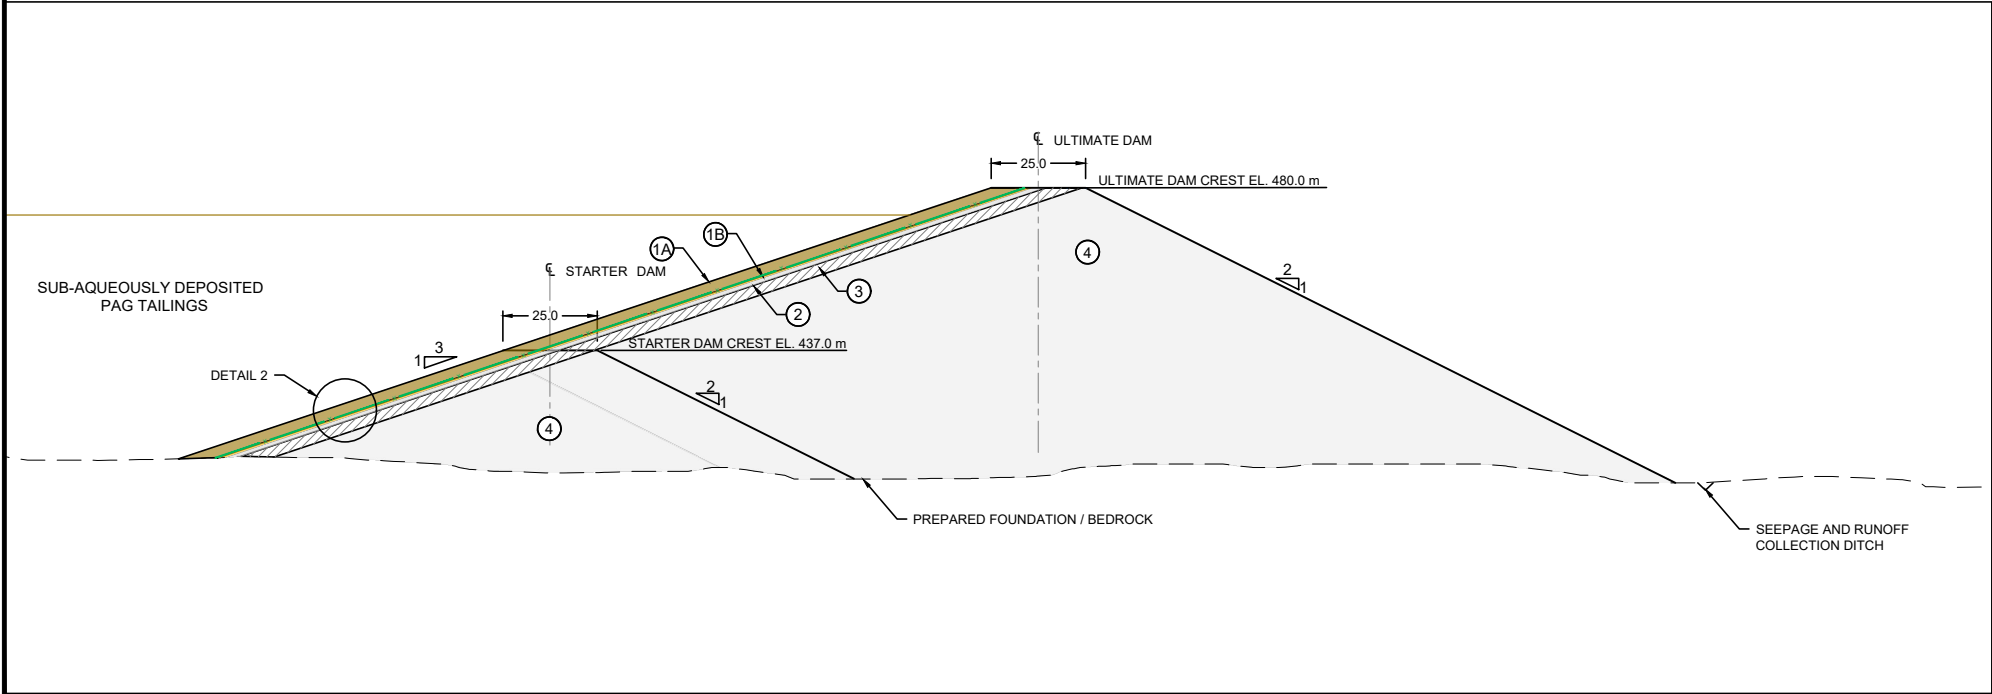 ℄ ULTIMATE DAM
25.0
ULTIMATE DAM CREST EL. 480.0 m
1B
1A
4
℄ STARTER DAM
2
1
SUB-AQUEOUSLY DEPOSITED
PAG TAILINGS
3
2
25.0
STARTER DAM CREST EL. 437.0 m
3
1
DETAIL 2
2
1
4
PREPARED FOUNDATION / BEDROCK
SEEPAGE AND RUNOFF
COLLECTION DITCH